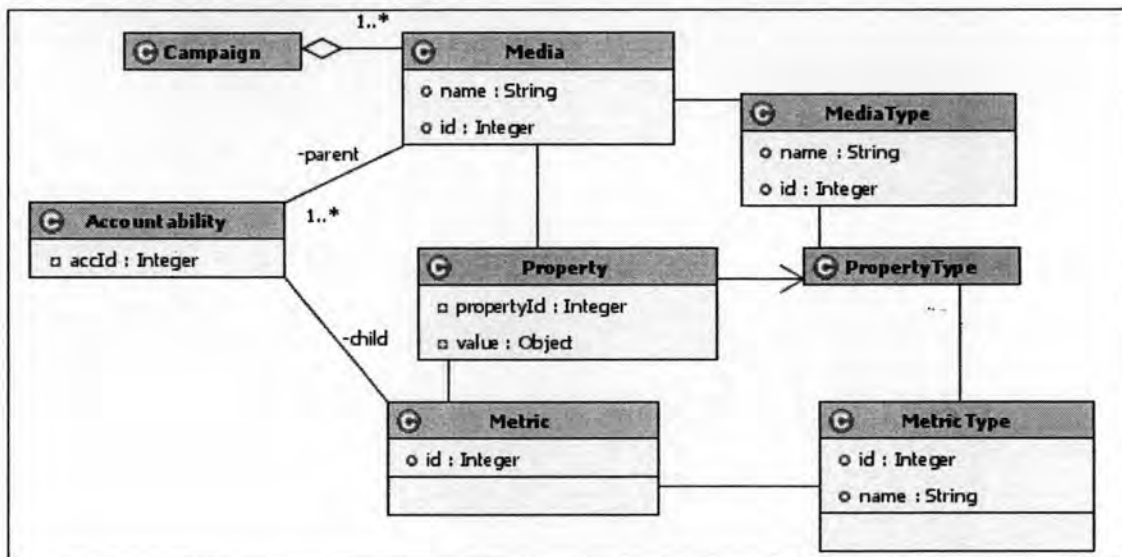 1..*
C Campaign
C Media
name : String
id : Integer
C MediaType
name : String
id : Integer
-parent
1..*
C Accountability
accId : Integer
C Property
propertyId : Integer
value : Object
C PropertyType
-child
C Metric
id : Integer
C MetricType
id : Integer
name : String